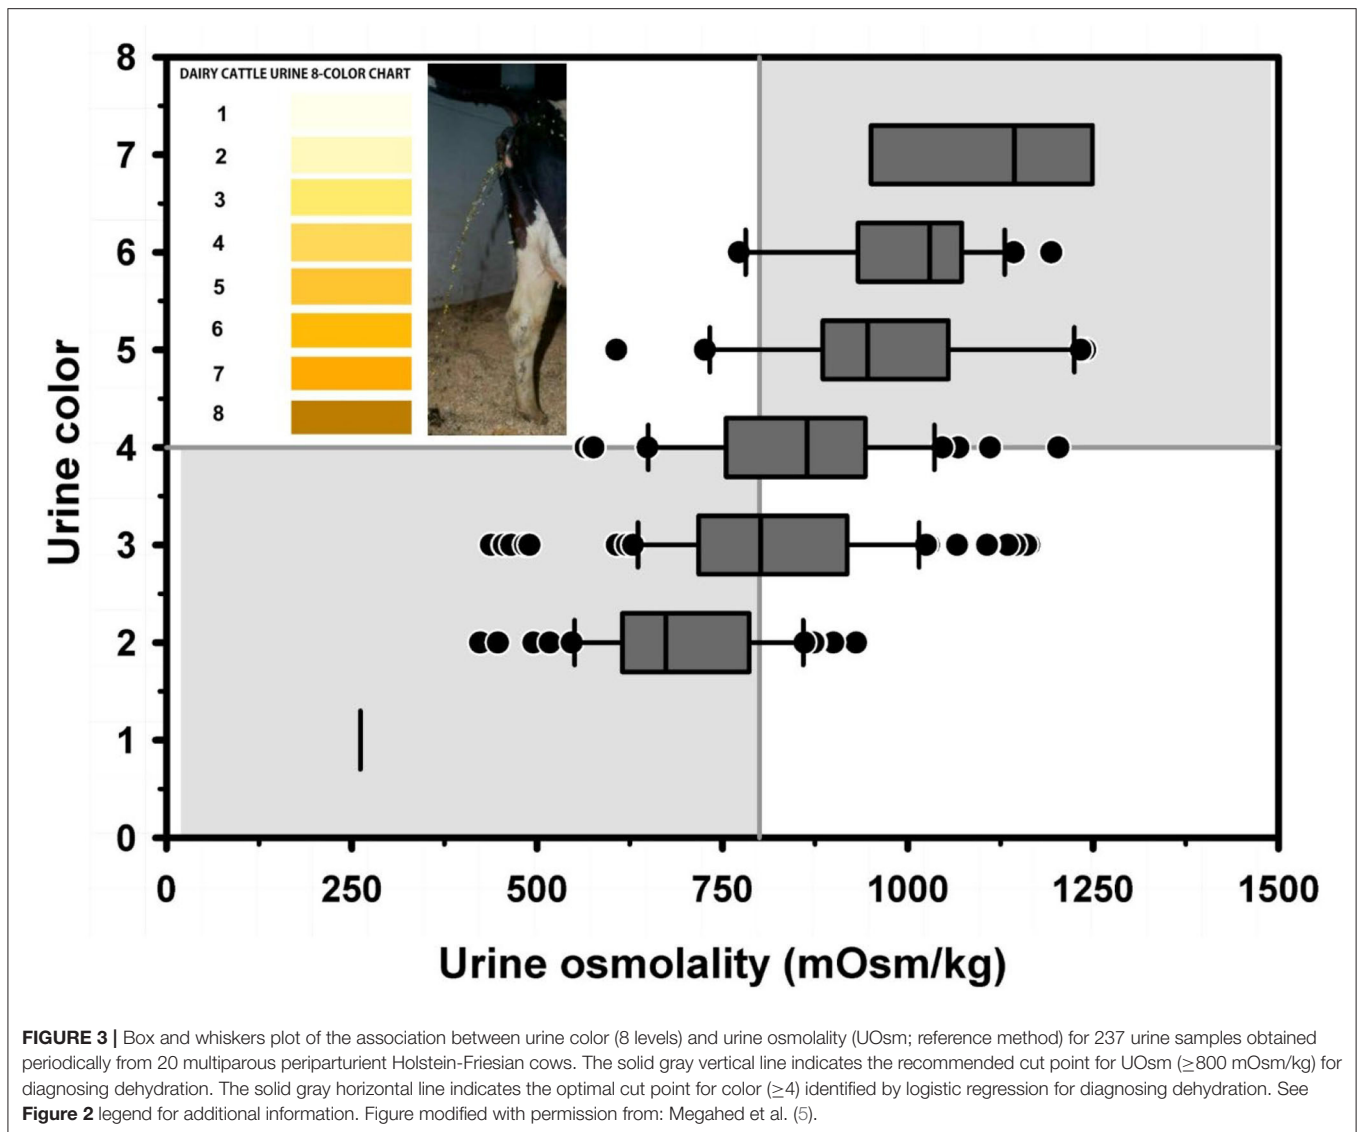 8
DAIRY CATTLE URINE 8-COLOR CHART
1
2
3
4
5
6
7
8
7
6
5
4
3
2
1
0
Urine color
0 250 500 750 1000 1250 1500
Urine osmolality (mOsm/kg)
FIGURE 3 | Box and whiskers plot of the association between urine color (8 levels) and urine osmolality (UOsm; reference method) for 237 urine samples obtained
periodically from 20 multiparous periparturient Holstein-Friesian cows. The solid gray vertical line indicates the recommended cut point for UOsm (≥800 mOsm/kg) for
diagnosing dehydration. The solid gray horizontal line indicates the optimal cut point for color (≥4) identified by logistic regression for diagnosing dehydration. See
Figure 2 legend for additional information. Figure modified with permission from: Megahed et al. (5).